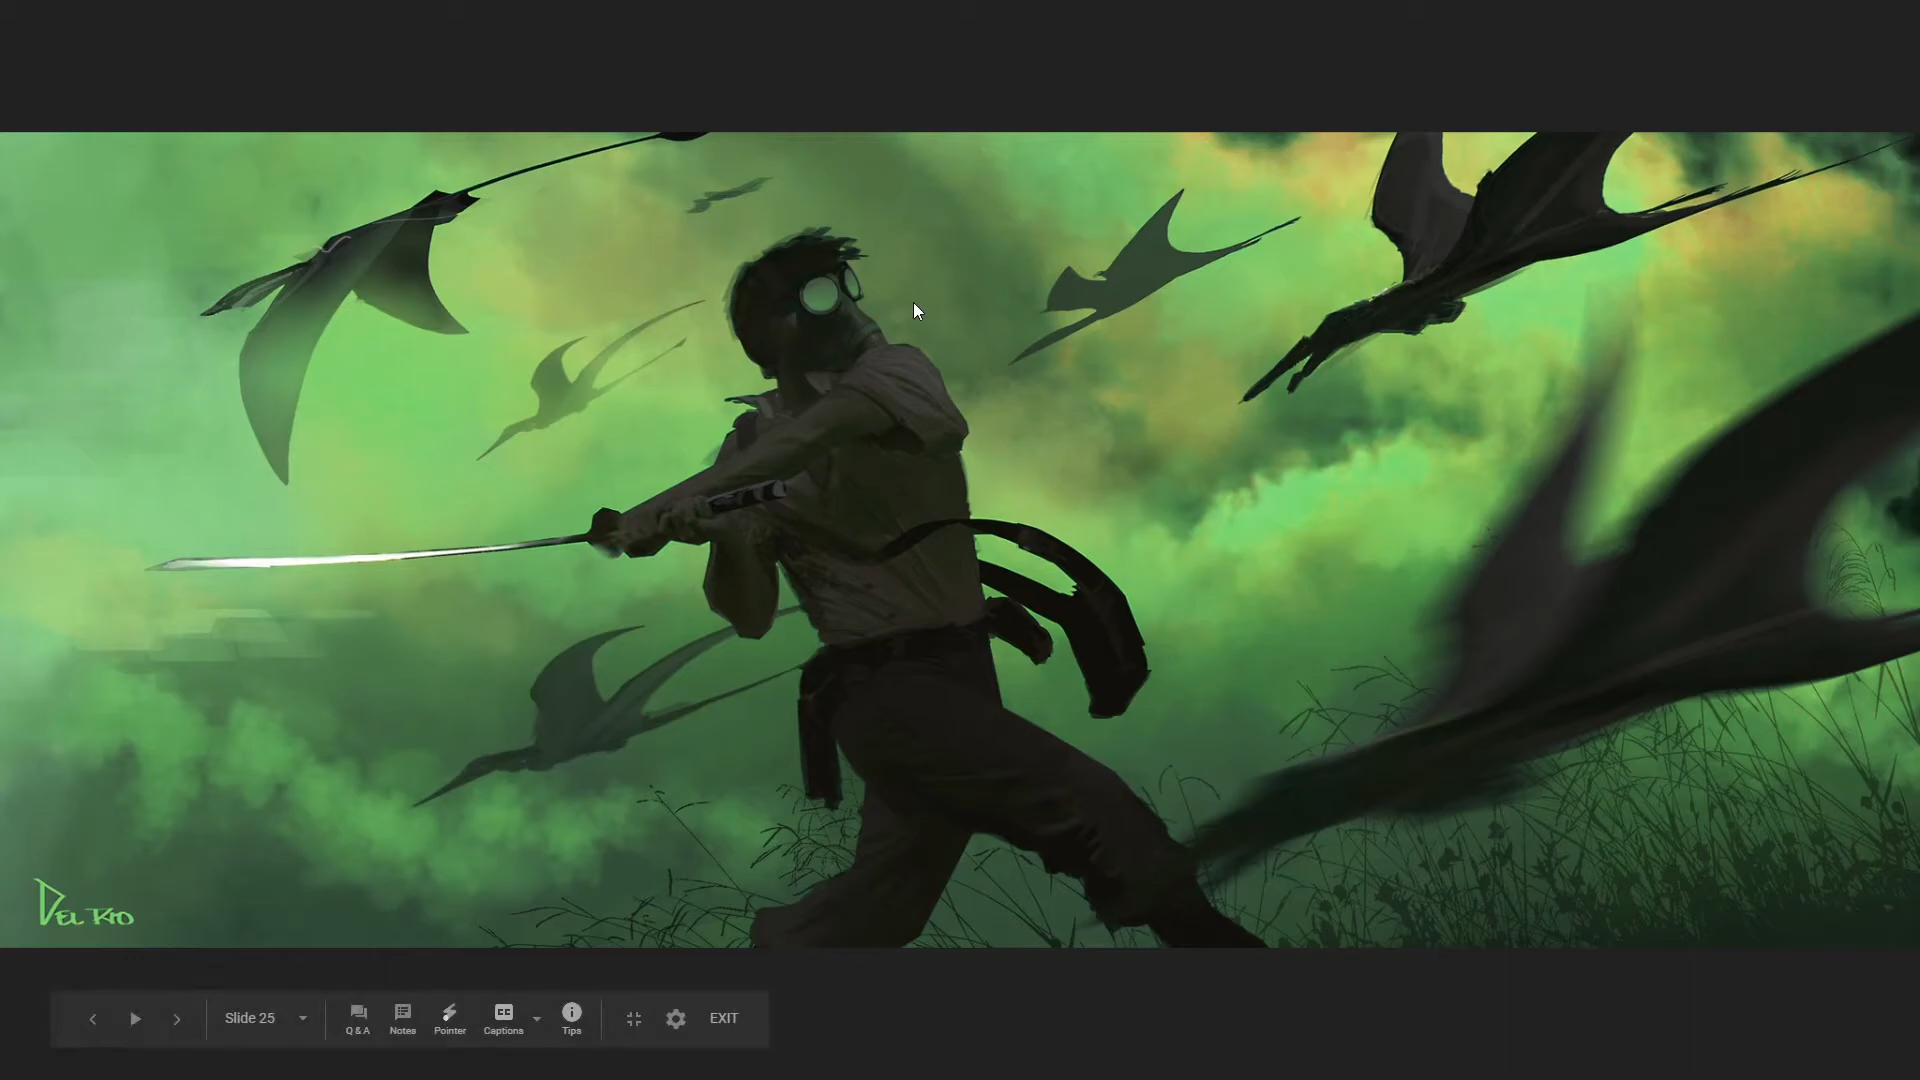 DEL RIO
Slide 25
Q & A
Notes
Pointer
Captions
Tips
EXIT